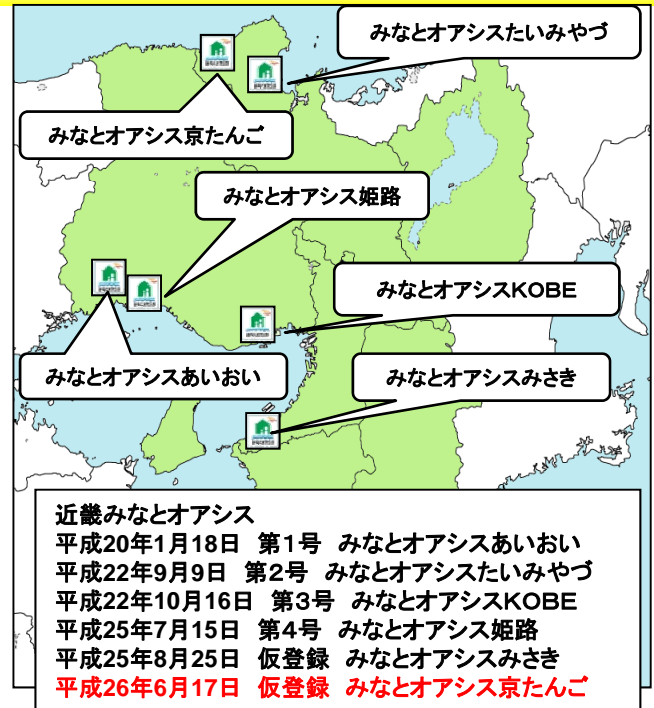 みなとオアシスたいみやづ
みなとオアシス京たんご
みなとオアシス姫路
みなとオアシスKOBE
みなとオアシスあいおい
みなとオアシスみさき
近畿みなとオアシス
平成20年1月18日 第1号 みなとオアシスあいおい
平成22年9月9日 第2号 みなとオアシスたいみやづ
平成22年10月16日 第3号 みなとオアシスKOBE
平成25年7月15日 第4号 みなとオアシス姫路
平成25年8月25日 仮登録 みなとオアシスみさき
平成26年6月17日 仮登録 みなとオアシス京たんご